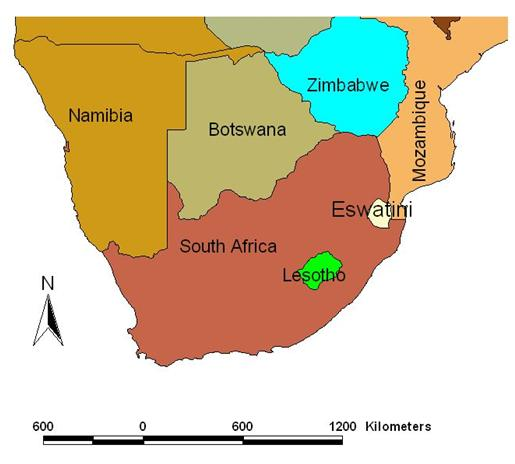 Zimbabwe
Namibia
Botswana
Mozambique
Eswatini
South Africa
Lesotho
N
600 0 600 1200 Kilometers